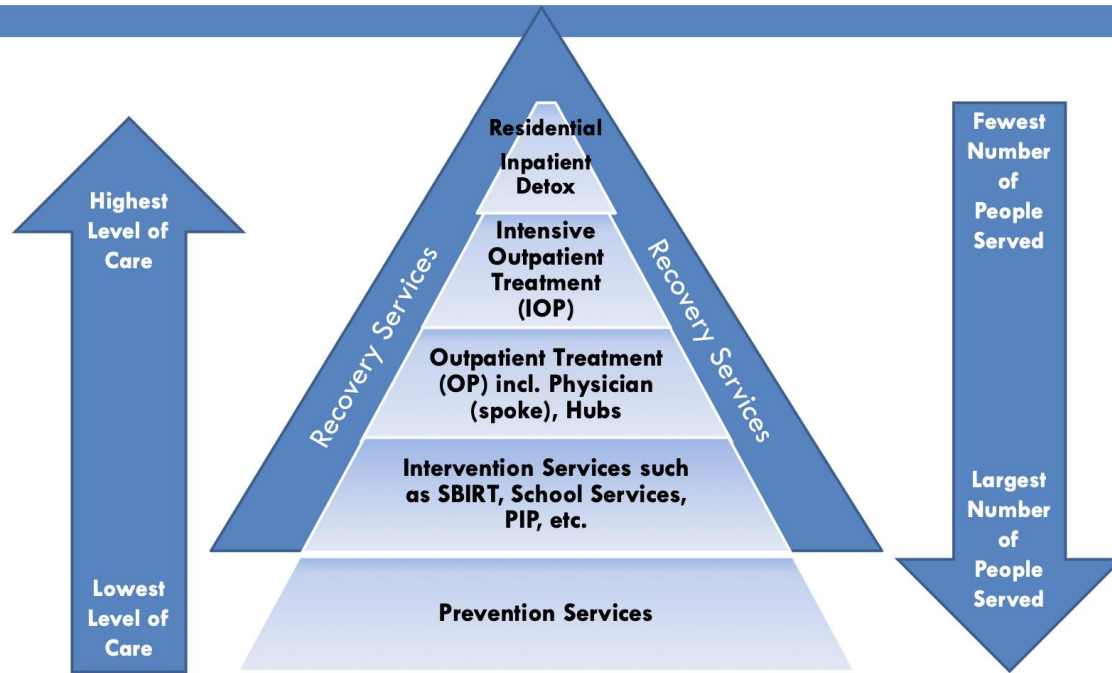 Highest
Level of
Care
Lowest
Level of
Care
Recovery Services
Residential
Inpatient
Detox
Intensive
Outpatient
Treatment
(IOP)
Outpatient Treatment
(OP) incl. Physician
(spoke), Hubs
Intervention Services such
as SBIRT, School Services,
PIP, etc.
Prevention Services
Recovery Services
Fewest
Number
of
People
Served
Largest
Number
of
People
Served